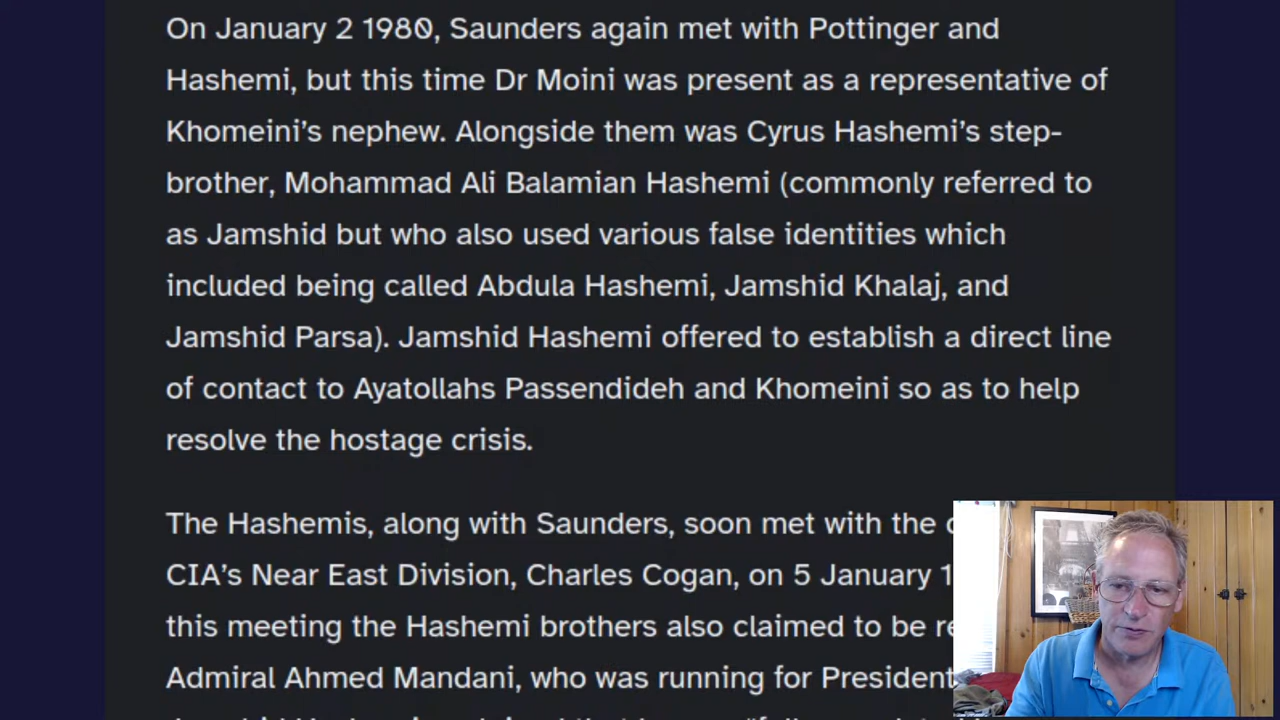 On January 2 1980, Saunders again met with Pottinger and
Hashemi, but this time Dr Moini was present as a representative of
Khomeini’s nephew. Alongside them was Cyrus Hashemi’s step-
brother, Mohammad Ali Balamian Hashemi (commonly referred to
as Jamshid but who also used various false identities which
included being called Abdula Hashemi, Jamshid Khalaj, and
Jamshid Parsa). Jamshid Hashemi offered to establish a direct line
of contact to Ayatollahs Passendideh and Khomeini so as to help
resolve the hostage crisis.
The Hashemis, along with Saunders, soon met with the
CIA’s Near East Division, Charles Cogan, on 5 January
this meeting the Hashemi brothers also claimed to be
Admiral Ahmed Mandani, who was running for President